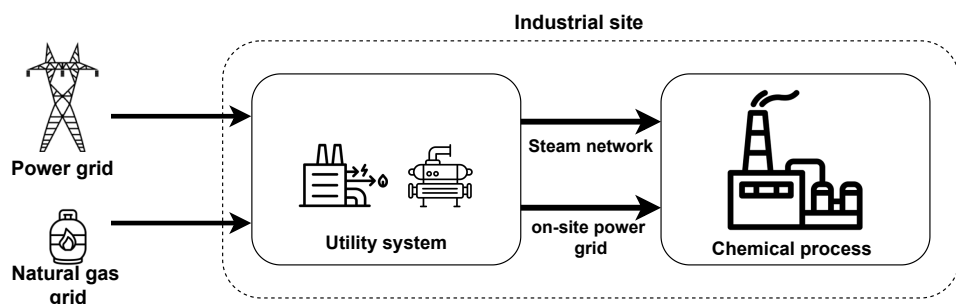 Industrial site
Power grid
Natural gas
grid
Utility system
Steam network
on-site power
grid
Chemical process